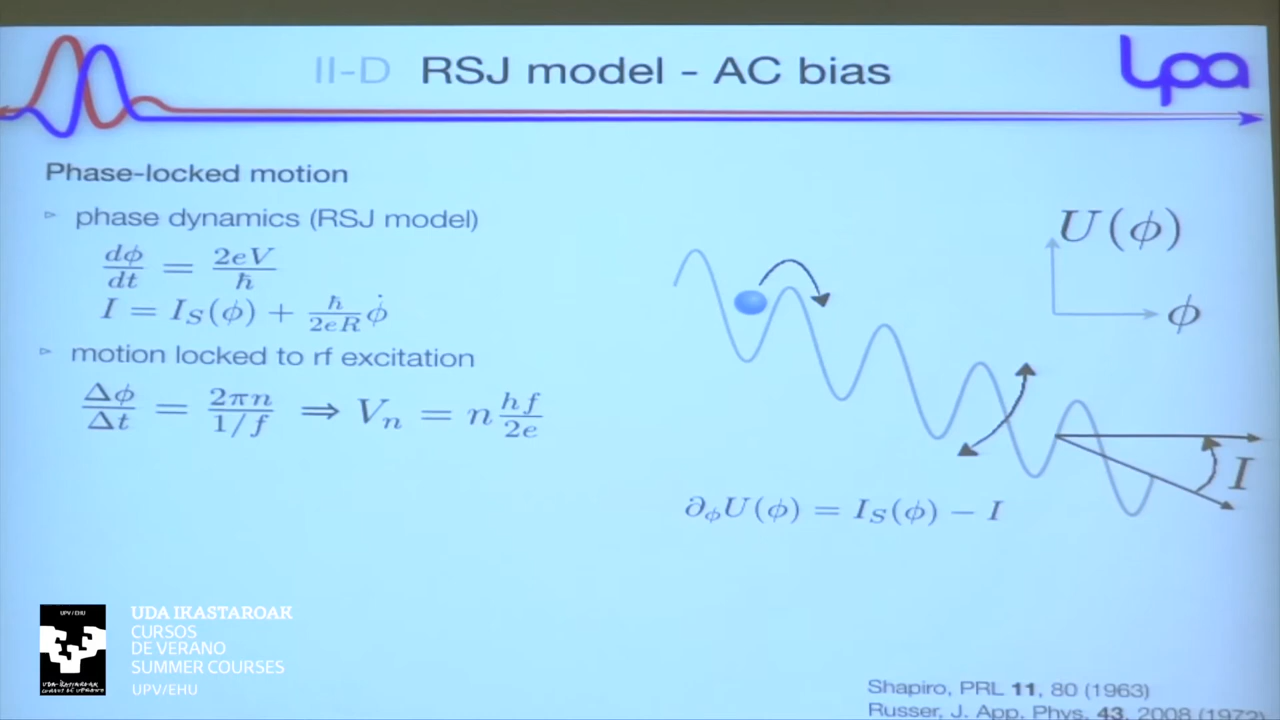 II-D RSJ model - AC bias
lpa
Phase-locked motion
▹ phase dynamics (RSJ model)
dϕ/dt = 2eV/ħ
I = I_S(ϕ) + ħ/2eR ϕ̇
▹ motion locked to rf excitation
Δϕ/Δt = 2πn/1/f ⇒ V_n = n hf/2e
U(ϕ)
ϕ
I
∂_ϕU(ϕ) = I_S(ϕ) − I
UPV/EHU
UDA IKASTAROAK
CURSOS
DE VERANO
SUMMER COURSES
UPV/EHU
Shapiro, PRL 11, 80 (1963)
Russer, J. App. Phys. 43, 2008 (1972)